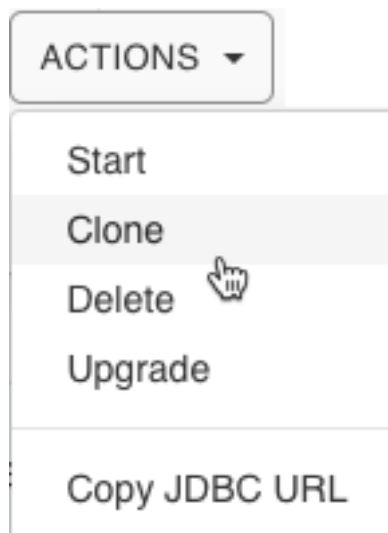 ACTIONS
Start
Clone
Delete
Upgrade
Copy JDBC URL